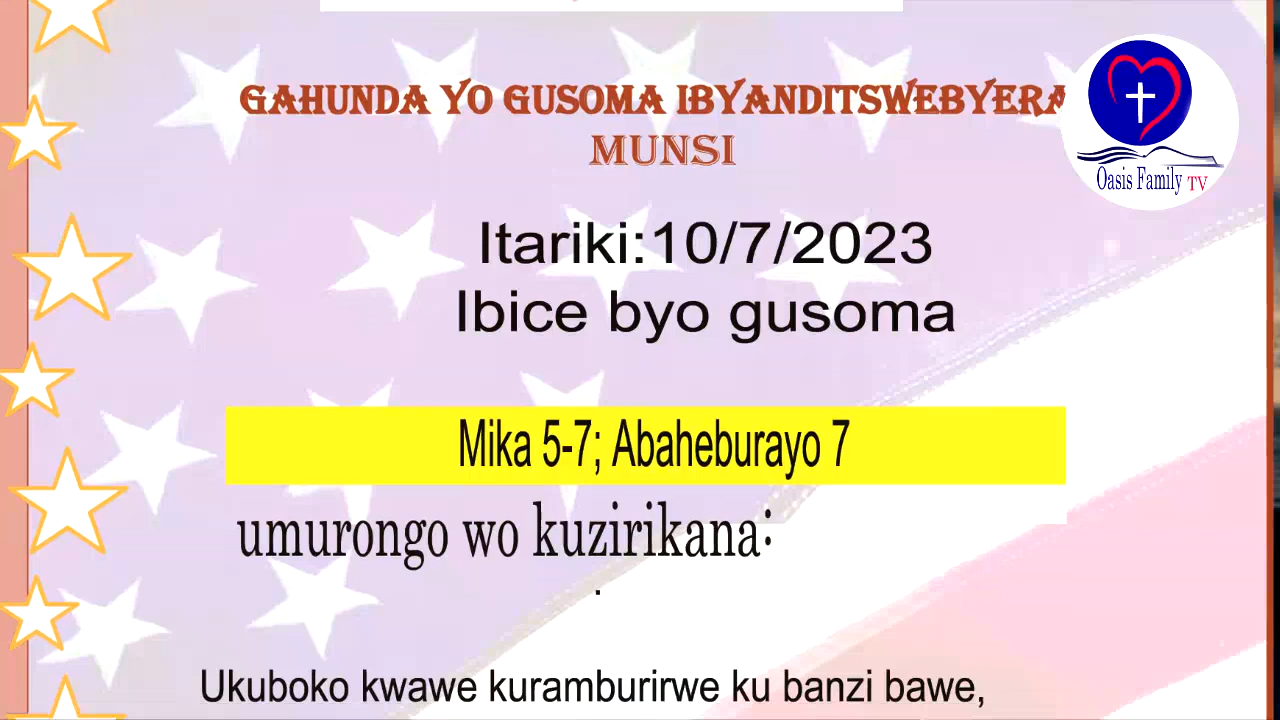 GAHUNDA YO GUSOMA IBYANDITSWEBYERA
MUNSI
Oasis Family TV
Itariki:10/7/2023
Ibice byo gusoma
Mika 5-7; Abaheburayo 7
umurongo wo kuzirikana:
.
Ukuboko kwawe kuramburirwe ku banzi bawe,